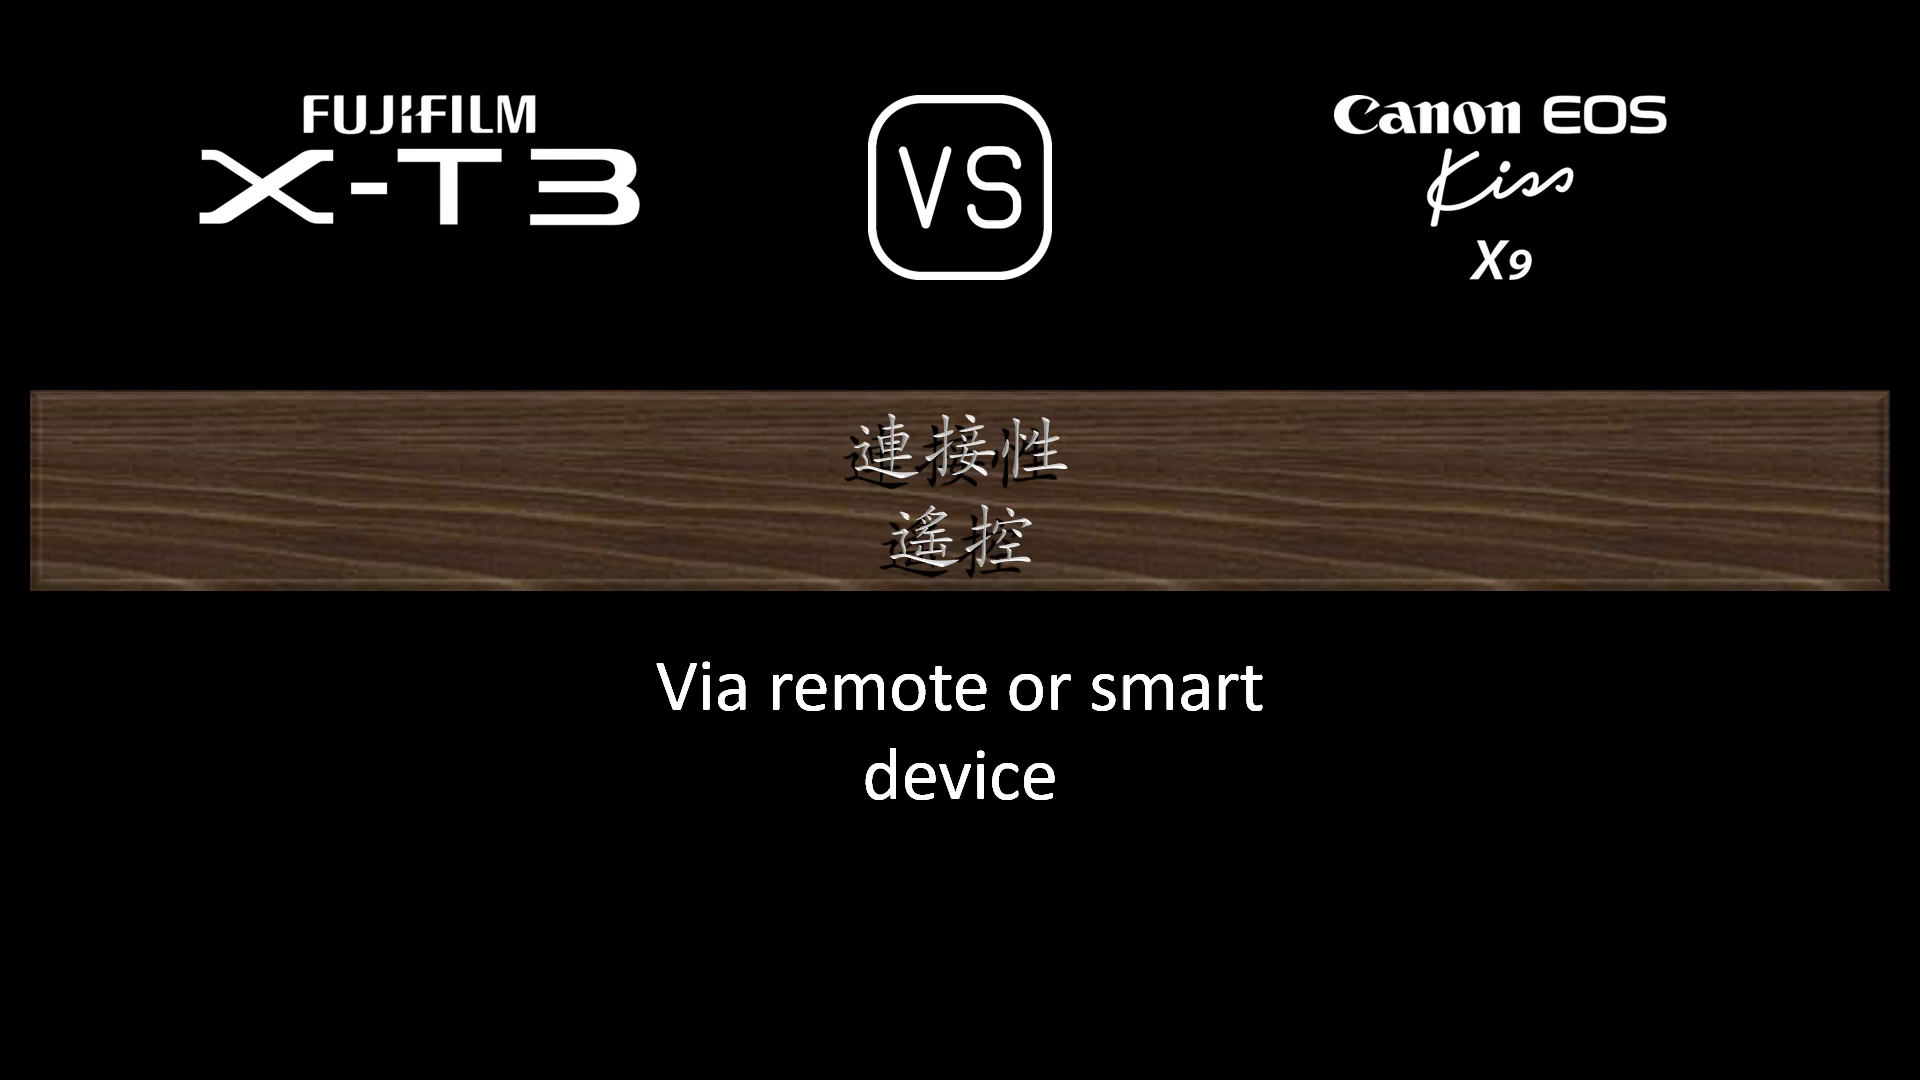 FUJIFILM
X-T3
VS
Canon EOS
Kiss
X9
連接性
遙控
Via remote or smart
device